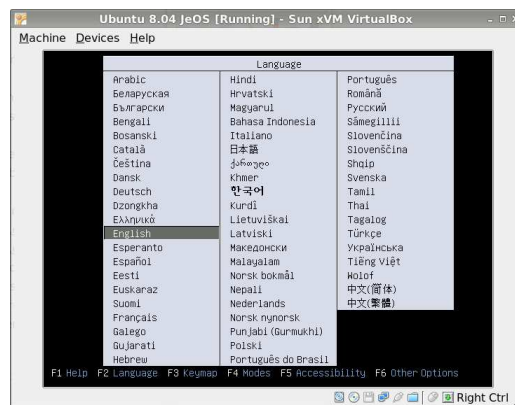 Ubuntu 8.04 JeOS [Running] - Sun xVM VirtualBox
Machine Devices Help
Language
Arabic
Беларуская
Български
Bengali
Bosanski
Català
Čeština
Dansk
Deutsch
Dzongkha
Ελληνικά
English
Esperanto
Español
Eesti
Euskaraz
Suomi
Français
Galego
Gujarati
Hebrew
Hindi
Hrvatski
Magyarul
Bahasa Indonesia
Italiano
日本語
ქართული
Khmer
한국어
Kurdî
Lietuviškai
Latviski
Македонски
Malayalam
Norsk bokmål
Nepali
Nederlands
Norsk nynorsk
Punjabi (Gurmukhi)
Polski
Português do Brasil
Português
Română
Русский
Sámegillii
Slovenčina
Slovenščina
Shqip
Svenska
Tamil
Thai
Tagalog
Türkçe
Українська
Tiếng Việt
Wolof
中文(简体)
中文(繁體)
F1 Help F2 Language F3 Keymap F4 Modes F5 Accessibility F6 Other Options
Right Ctrl